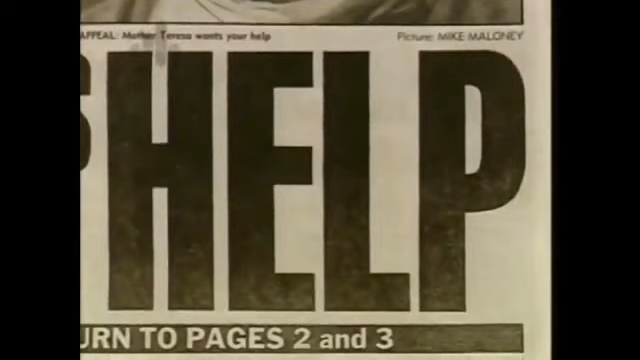 APPEAL: Mother Teresa wants your help
Picture: MIKE MALONEY
HELP
URN TO PAGES 2 and 3